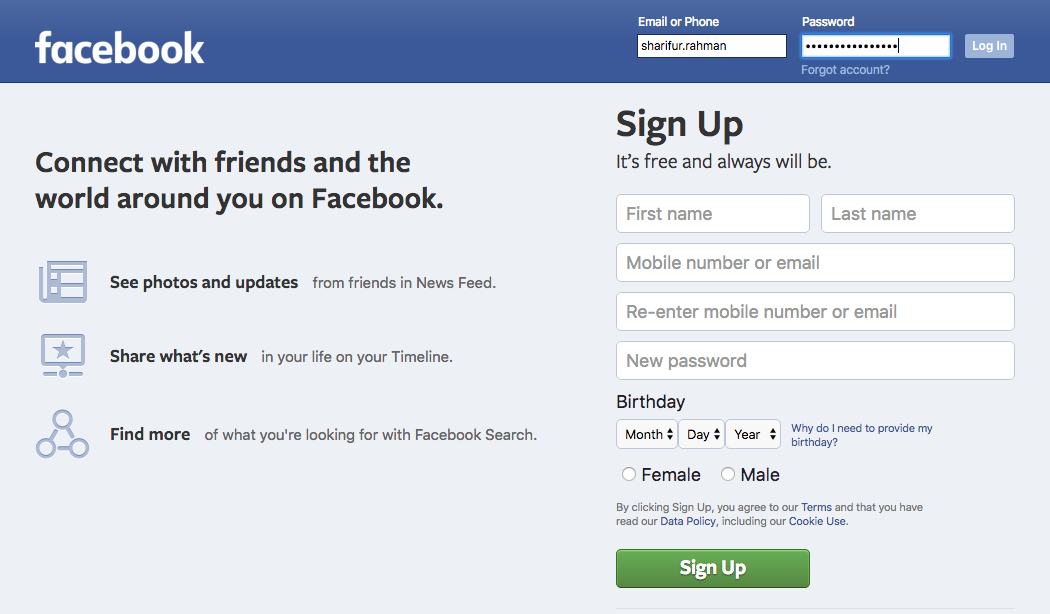 facebook
Email or Phone
Password
sharifur.rahman
••••••••••••••••
Log In
Forgot account?
Connect with friends and the
world around you on Facebook.
See photos and updates from friends in News Feed.
Share what's new in your life on your Timeline.
Find more of what you're looking for with Facebook Search.
Sign Up
It's free and always will be.
First name
Last name
Mobile number or email
Re-enter mobile number or email
New password
Birthday
Month
Day
Year
Why do I need to provide my
birthday?
Female
Male
By clicking Sign Up, you agree to our Terms and that you have
read our Data Policy, including our Cookie Use.
Sign Up